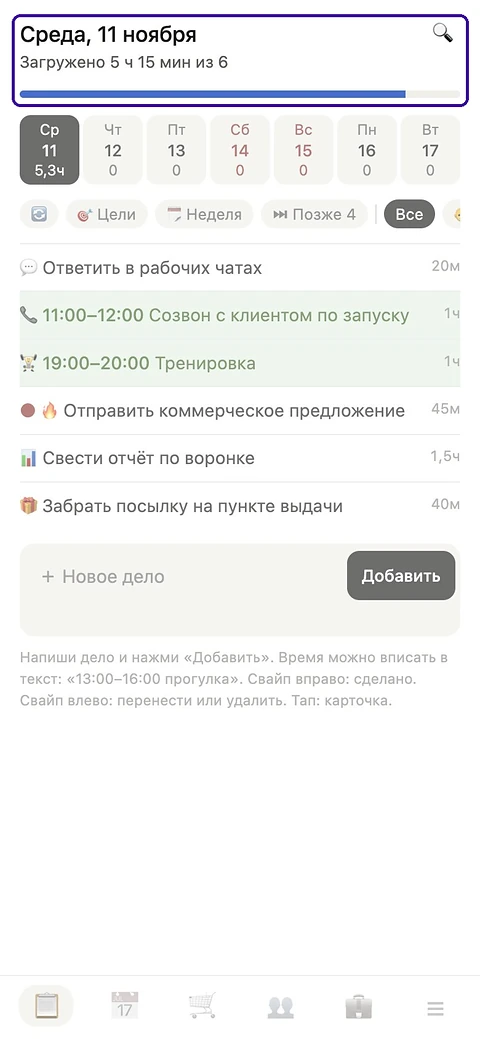 Среда, 11 ноября
Загружено 5 ч 15 мин из 6
Ср Чт Пт Сб Вс Пн Вт
11 12 13 14 15 16 17
5,3ч 0 0 0 0 0 0
Цели Неделя Позже 4 Все
Ответить в рабочих чатах 20м
11:00–12:00 Созвон с клиентом по запуску 1ч
19:00–20:00 Тренировка 1ч
Отправить коммерческое предложение 45м
Свести отчёт по воронке 1,5ч
Забрать посылку на пункте выдачи 40м
+ Новое дело Добавить
Напиши дело и нажми «Добавить». Время можно вписать в
текст: «13:00–16:00 прогулка». Свайп вправо: сделано.
Свайп влево: перенести или удалить. Тап: карточка.
17